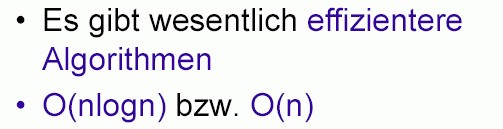 • Es gibt wesentlich effizientere
Algorithmen
• O(nlogn) bzw. O(n)